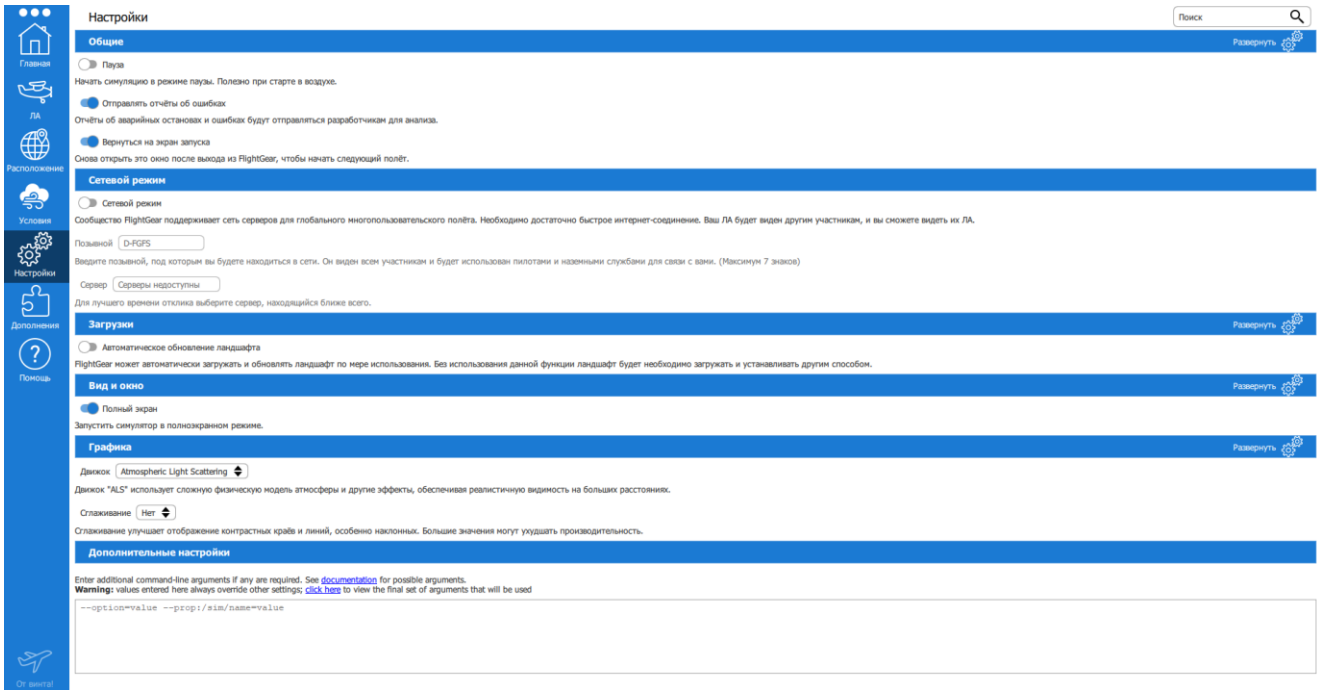 Настройки
Поиск
Главная
ЛА
Расположение
Условия
Настройки
Дополнения
Помощь
От винта!
Общие
Развернуть
Пауза
Начать симуляцию в режиме паузы. Полезно при старте в воздухе.
Отправлять отчёты об ошибках
Отчёты об аварийных остановах и ошибках будут отправляться разработчикам для анализа.
Вернуться на экран запуска
Снова открыть это окно после выхода из FlightGear, чтобы начать следующий полёт.
Сетевой режим
Сетевой режим
Сообщество FlightGear поддерживает сеть серверов для глобального многопользовательского полёта. Необходимо достаточно быстрое интернет-соединение. Ваш ЛА будет виден другим участникам, и вы сможете видеть их ЛА.
Позывной D-FGFS
Введите позывной, под которым вы будете находиться в сети. Он виден всем участникам и будет использован пилотами и наземными службами для связи с вами. (Максимум 7 знаков)
Сервер Серверы недоступны
Для лучшего времени отклика выберите сервер, находящийся ближе всего.
Загрузки
Развернуть
Автоматическое обновление ландшафта
FlightGear может автоматически загружать и обновлять ландшафт по мере использования. Без использования данной функции ландшафт будет необходимо загружать и устанавливать другим способом.
Вид и окно
Развернуть
Полный экран
Запустить симулятор в полноэкранном режиме.
Графика
Развернуть
Движок Atmospheric Light Scattering
Движок "ALS" использует сложную физическую модель атмосферы и другие эффекты, обеспечивая реалистичную видимость на больших расстояниях.
Сглаживание Нет
Сглаживание улучшает отображение контрастных краёв и линий, особенно наклонных. Большие значения могут ухудшать производительность.
Дополнительные настройки
Enter additional command-line arguments if any are required. See documentation for possible arguments.
Warning: values entered here always override other settings; click here to view the final set of arguments that will be used
--option=value --prop:/sim/name=value